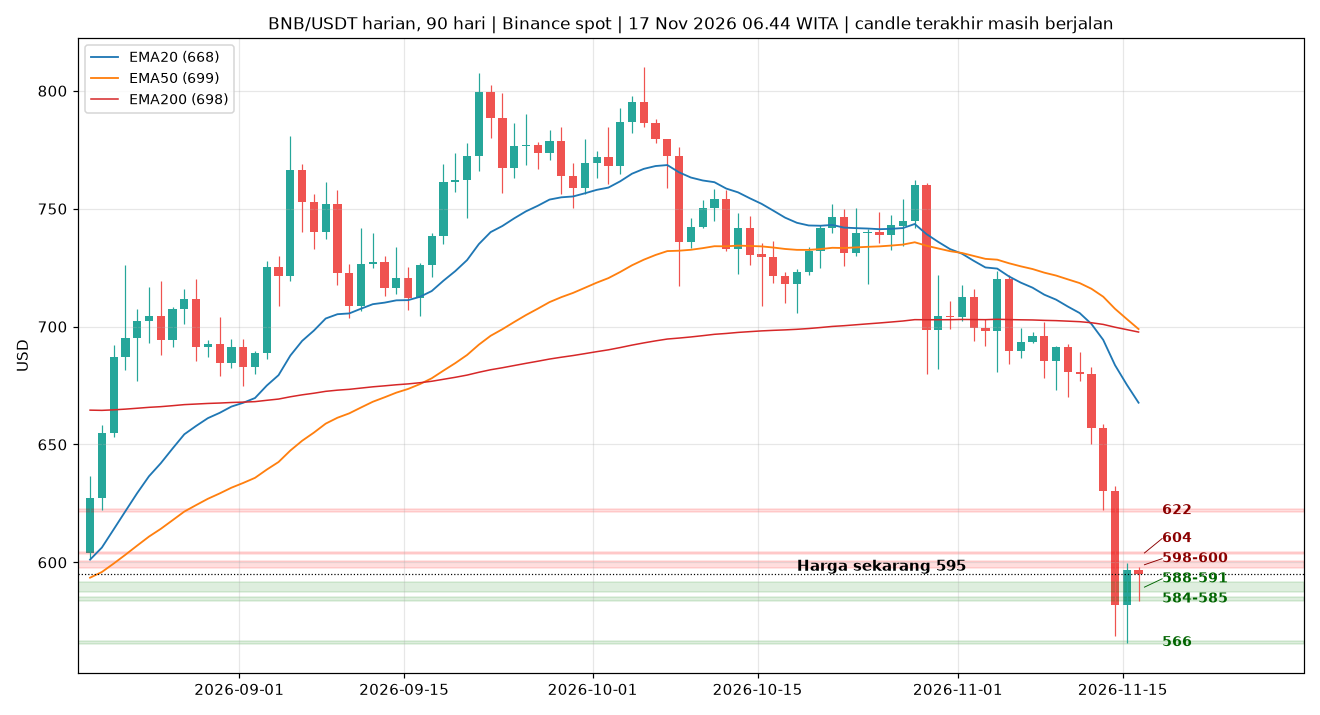 BNB/USDT harian, 90 hari | Binance spot | 17 Nov 2026 06.44 WITA | candle terakhir masih berjalan
EMA20 (668)
EMA50 (699)
EMA200 (698)
800
750
700
650
600
USD
622
604
598-600
Harga sekarang 595
588-591
584-585
566
2026-09-01
2026-09-15
2026-10-01
2026-10-15
2026-11-01
2026-11-15